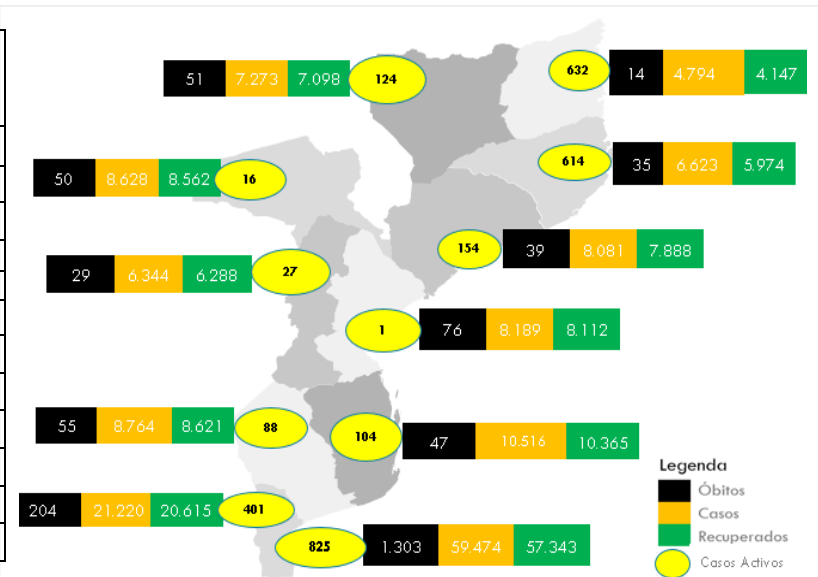 51 7.273 7.098 124
632 14 4.794 4.147
50 8.628 8.562 16
614 35 6.623 5.974
154 39 8.081 7.888
29 6.344 6.288 27
1 76 8.189 8.112
55 8.764 8.621 88
104 47 10.516 10.365
204 21.220 20.615 401
825 1.303 59.474 57.343
Legenda
Óbitos
Casos
Recuperados
Casos Activos